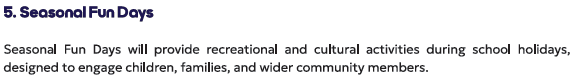 5. Seasonal Fun Days
Seasonal Fun Days will provide recreational and cultural activities during school holidays,
designed to engage children, families, and wider community members.